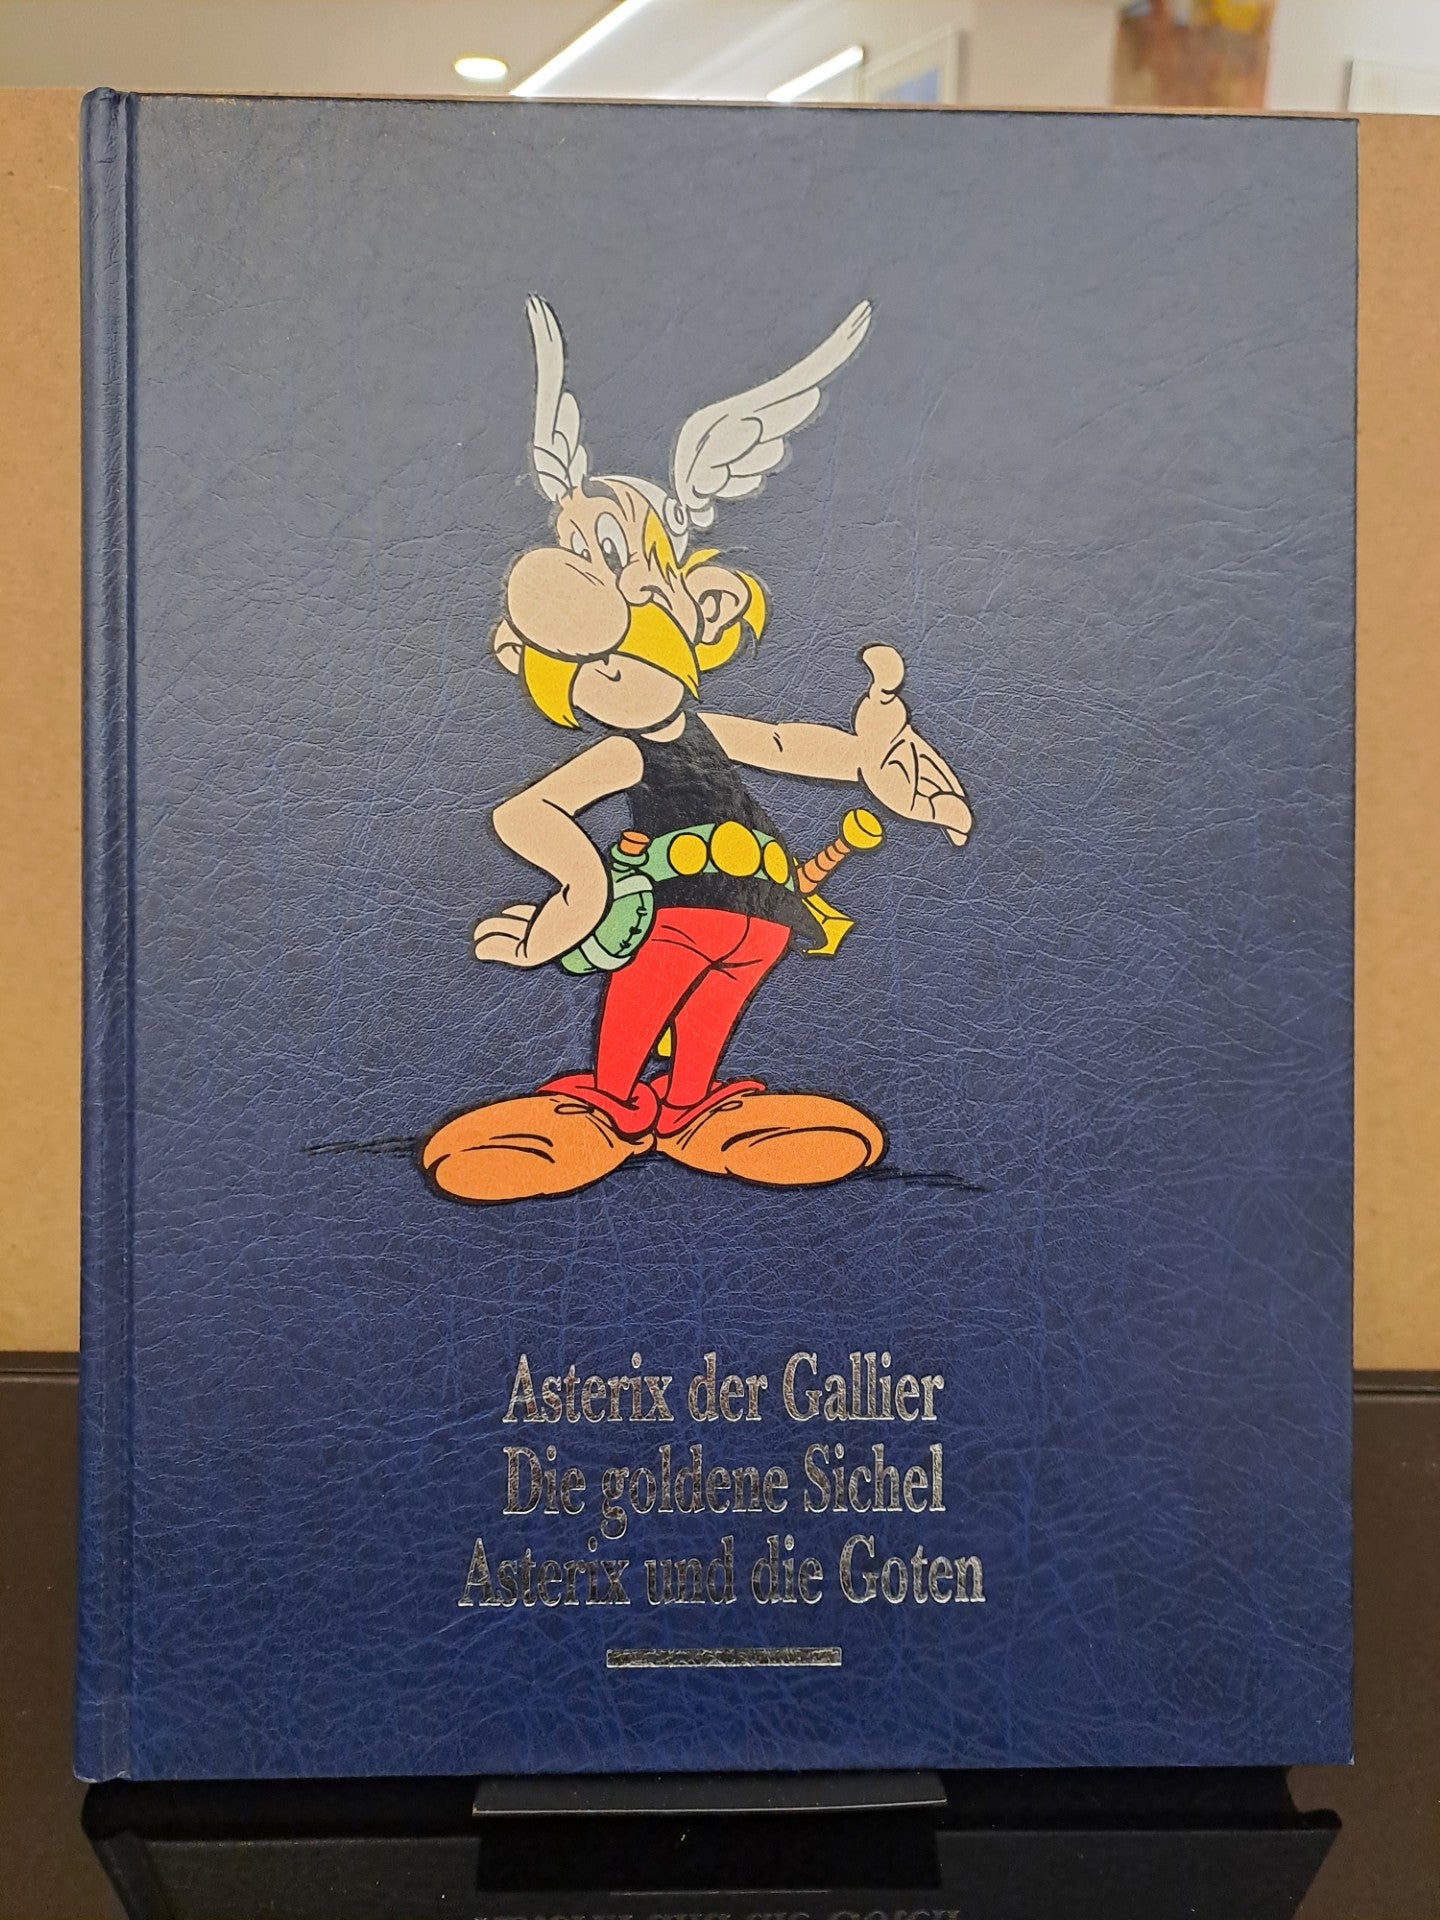 Asterix der Gallier
Die goldene Sichel
Asterix und die Goten